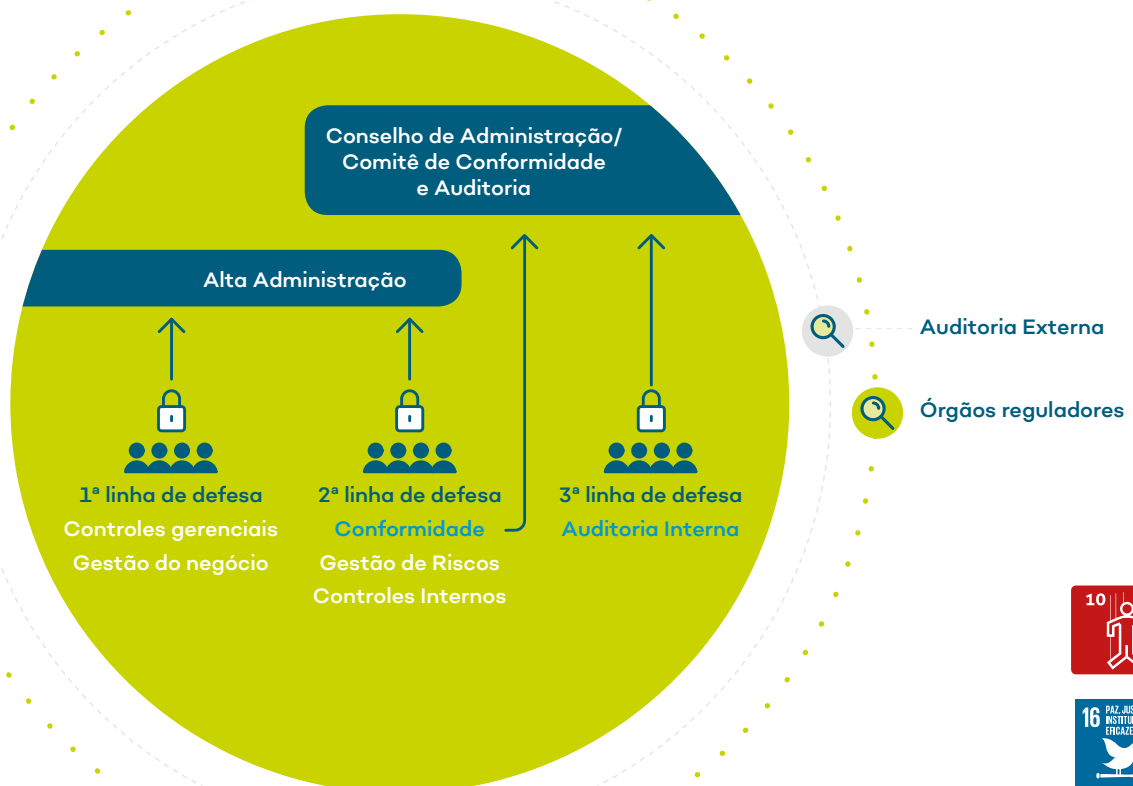 Conselho de Administração/
Comitê de Conformidade
e Auditoria
Alta Administração
Auditoria Externa
Órgãos reguladores
1ª linha de defesa
Controles gerenciais
Gestão do negócio
2ª linha de defesa
Conformidade
Gestão de Riscos
Controles Internos
3ª linha de defesa
Auditoria Interna
10
16
PAZ,